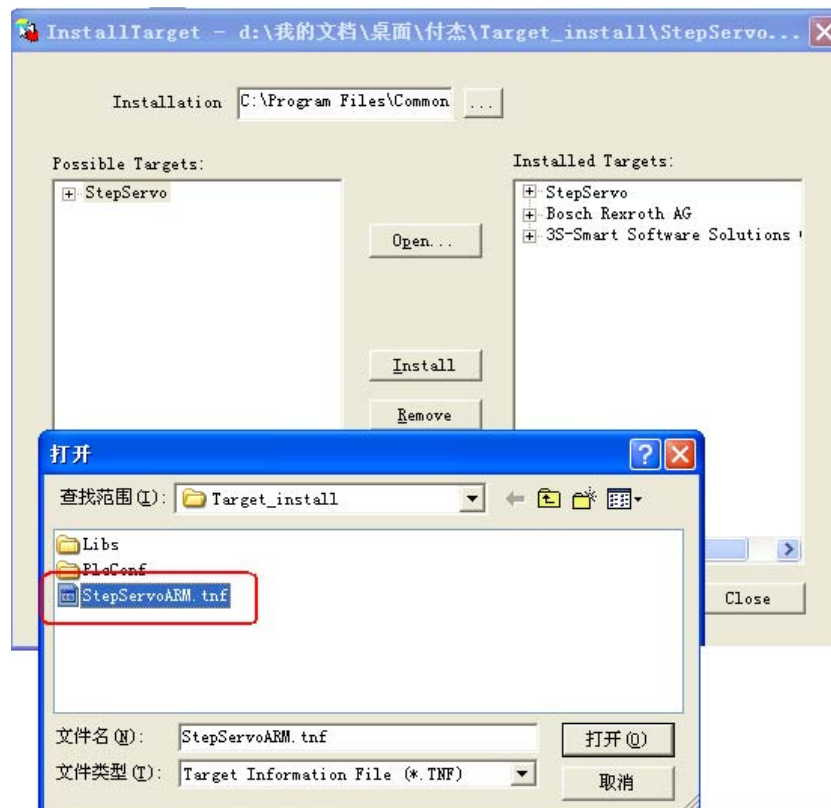 InstallTarget - d:\我的文档\桌面\付杰\Target_install\StepServo...
Installation C:\Program Files\Common ...
Possible Targets:
Installed Targets:
StepServo
StepServo
Bosch Rexroth AG
3S-Smart Software Solutions
Open...
Install
Remove
打开
查找范围(I): Target_install
Libs
PlcConf
StepServoARM.tnf
Close
文件名(N): StepServoARM.tnf 打开(O)
文件类型(T): Target Information File (*.TNF) 取消